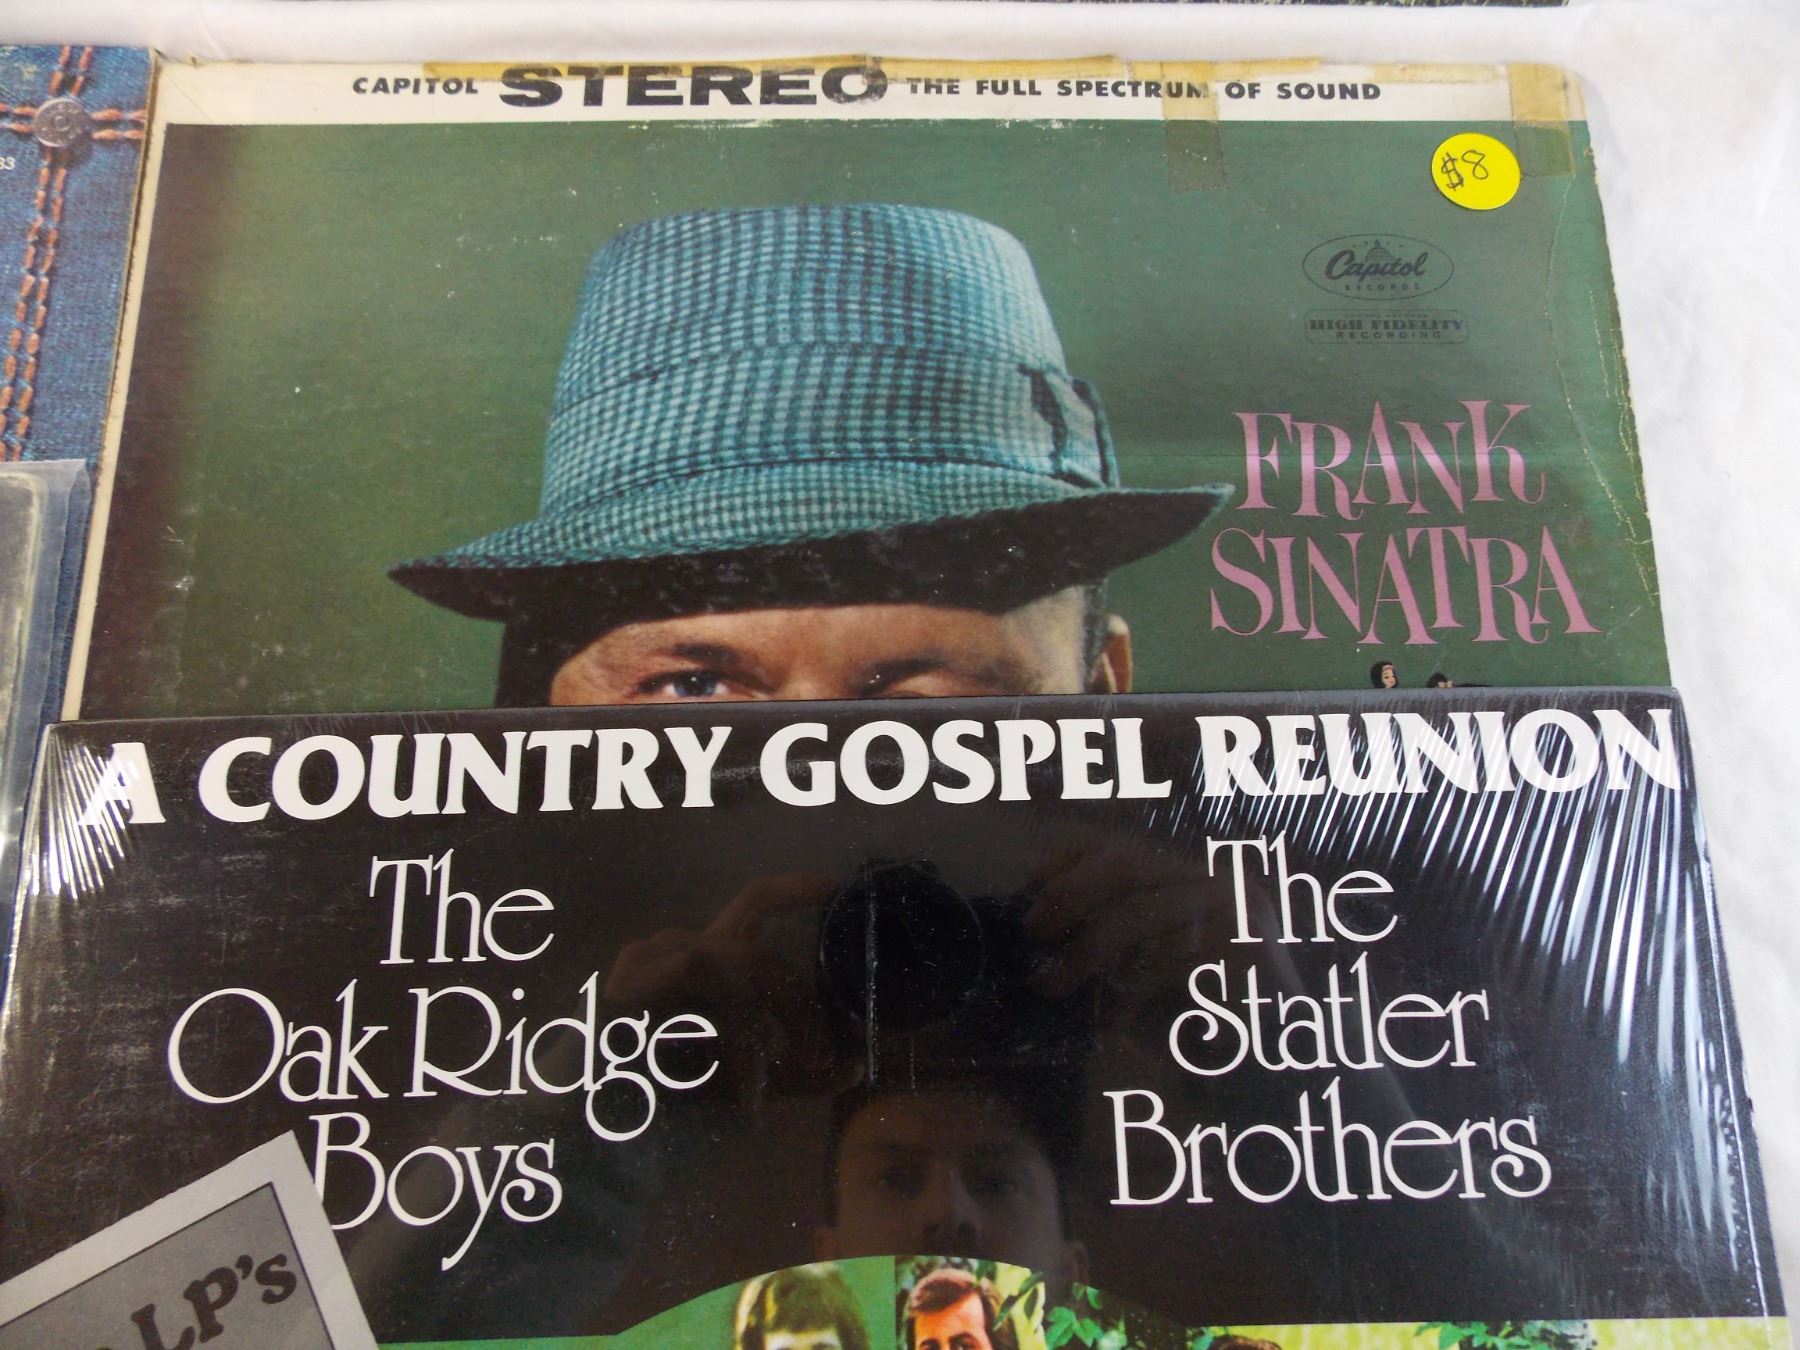 CAPITOL STEREO THE FULL SPECTRUM OF SOUND
$8
33
Capitol
RECORDS
HIGH FIDELITY
RECORDING
FRANK
SINATRA
A COUNTRY GOSPEL REUNION
The
Oak Ridge
Boys
The
Statler
Brothers
LP's